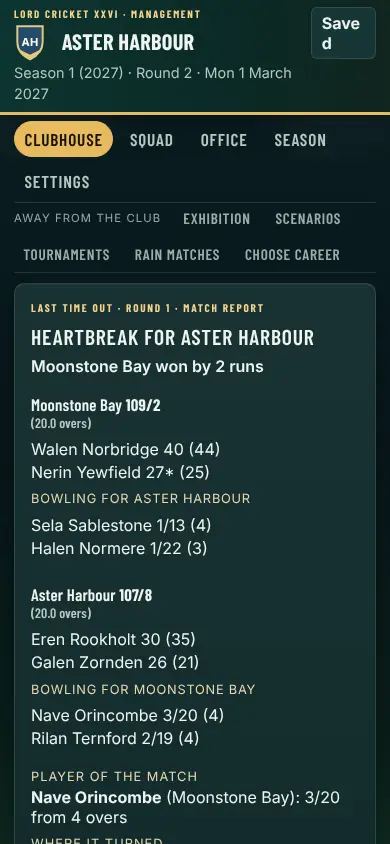 LORD CRICKET XXVI · MANAGEMENT
AH ASTER HARBOUR
Save
d
Season 1 (2027) · Round 2 · Mon 1 March
2027
CLUBHOUSE SQUAD OFFICE SEASON
SETTINGS
AWAY FROM THE CLUB EXHIBITION SCENARIOS
TOURNAMENTS RAIN MATCHES CHOOSE CAREER
LAST TIME OUT · ROUND 1 · MATCH REPORT
HEARTBREAK FOR ASTER HARBOUR
Moonstone Bay won by 2 runs
Moonstone Bay 109/2
(20.0 overs)
Walen Norbridge 40 (44)
Nerin Yewfield 27* (25)
BOWLING FOR ASTER HARBOUR
Sela Sablestone 1/13 (4)
Halen Normere 1/22 (3)
Aster Harbour 107/8
(20.0 overs)
Eren Rookholt 30 (35)
Galen Zornden 26 (21)
BOWLING FOR MOONSTONE BAY
Nave Orincombe 3/20 (4)
Rilan Ternford 2/19 (4)
PLAYER OF THE MATCH
Nave Orincombe (Moonstone Bay): 3/20
from 4 overs
WHERE IT TURNED